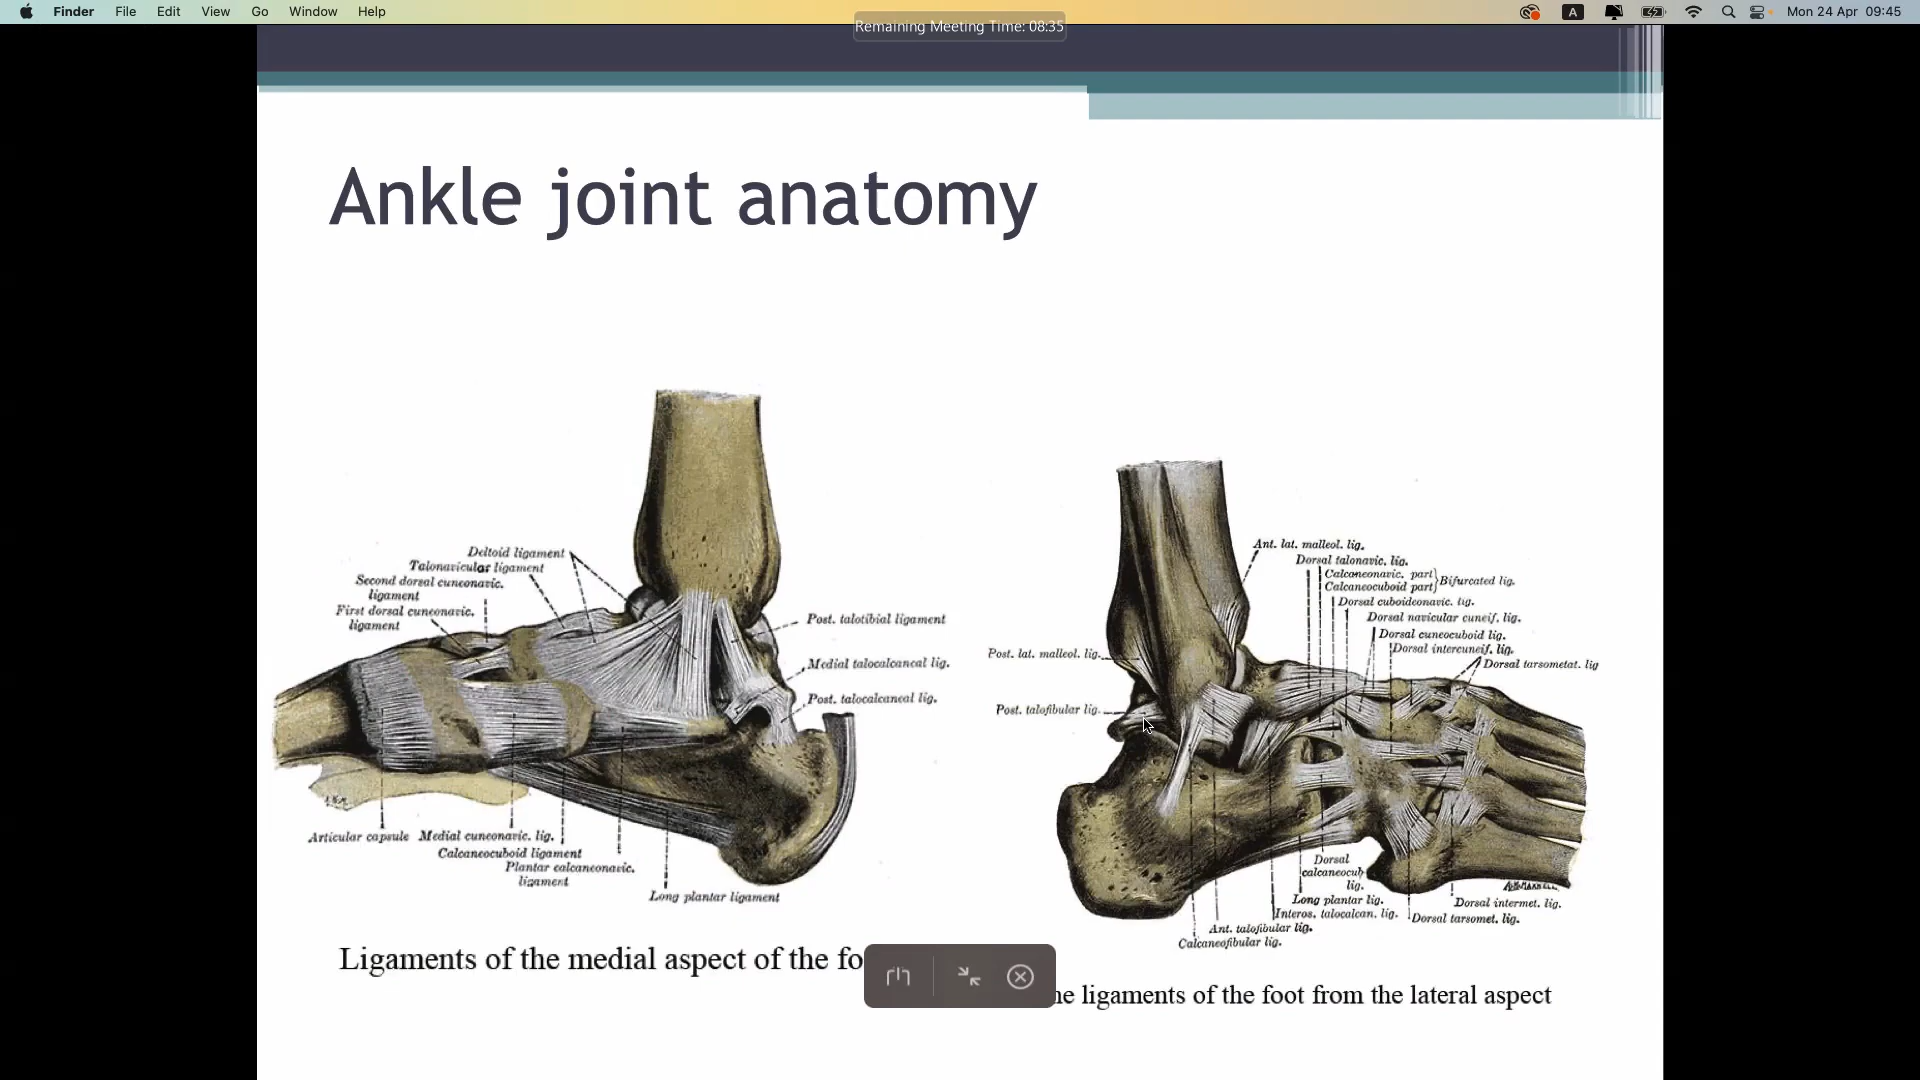 Finder File Edit View Go Window Help
A
Mon 24 Apr 09:45
Remaining Meeting Time: 08:35
Ankle joint anatomy
Deltoid ligament
Talonavicular ligament
Second dorsal cuneonavic.
ligament
First dorsal cuneonavic.
ligament
Post. talotibial ligament
Medial talocalcaneal lig.
Post. talocalcaneal lig.
Articular capsule
Medial cuneonavic. lig.
Calcaneocuboid ligament
Plantar calcaneonavic.
ligament
Long plantar ligament
Ligaments of the medial aspect of the fo
Ant. lat. malleol. lig.
Dorsal talonavic. lig.
Calcaneonavic. part
Calcaneocuboid part
Bifurcated lig.
Dorsal cuboideonavic. lig.
Dorsal navicular cuneif. lig.
Dorsal cuneocuboid lig.
Dorsal intercuneif. lig.
Dorsal tarsometat. lig
Post. lat. malleol. lig.
Post. talofibular lig.
Dorsal
calcaneocub
lig.
Long plantar lig.
Interos. talocalcan. lig.
Ant. talofibular lig.
Calcaneofibular lig.
Dorsal intermet. lig.
Dorsal tarsomet. lig.
he ligaments of the foot from the lateral aspect